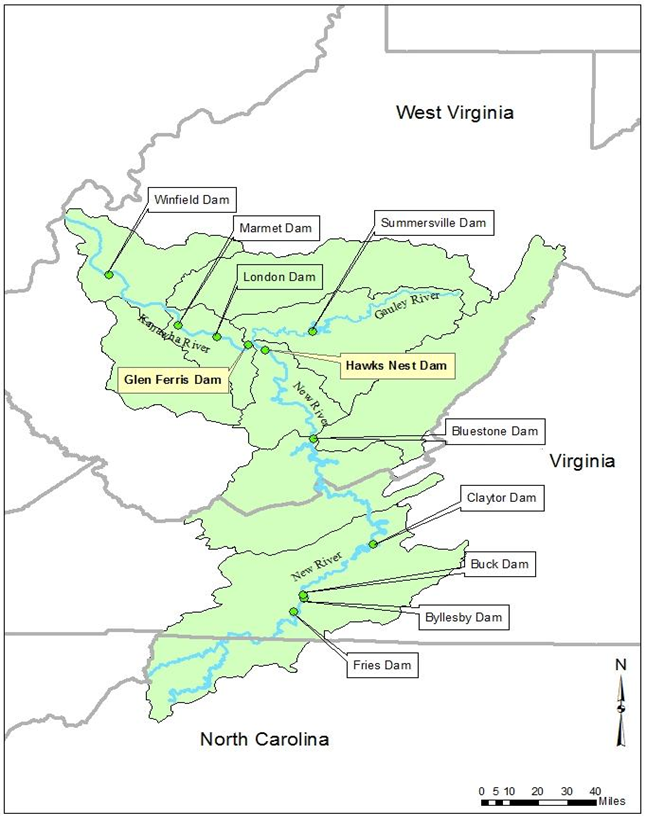 West Virginia
Winfield Dam
Marmet Dam
Summersville Dam
London Dam
Gauley River
Kanawha River
Glen Ferris Dam
Hawks Nest Dam
New River
Bluestone Dam
Virginia
Claytor Dam
New River
Buck Dam
Byllesby Dam
Fries Dam
N
North Carolina
0 5 10 20 30 40
Miles